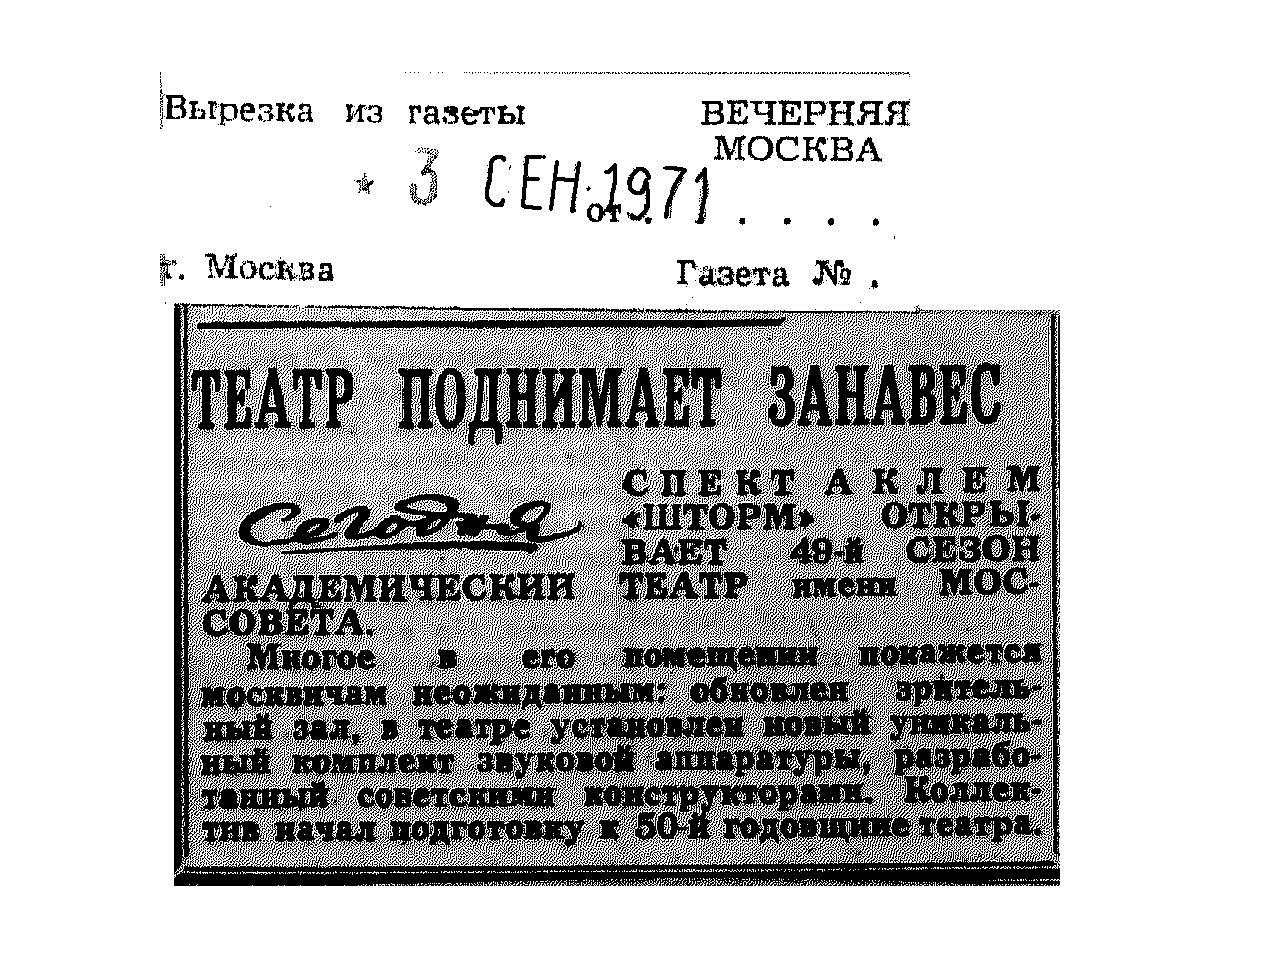 Вырезка из газеты ВЕЧЕРНЯЯ
МОСКВА
* 3 СЕН. 1971
от . . . . .
г. Москва Газета № .
ТЕАТР ПОДНИМАЕТ ЗАНАВЕС
Сегодня
СПЕКТАКЛЕМ
«ШТОРМ» ОТКРЫ-
ВАЕТ 49-й СЕЗОН
АКАДЕМИЧЕСКИЙ ТЕАТР имени МОС-
СОВЕТА.
Многое в его помещении покажется
москвичам неожиданным: обновлен зритель-
ный зал, в театре установлен новый уникаль-
ный комплект звуковой аппаратуры, разрабо-
танный советскими конструкторами. Коллек-
тив начал подготовку к 50-й годовщине театра.